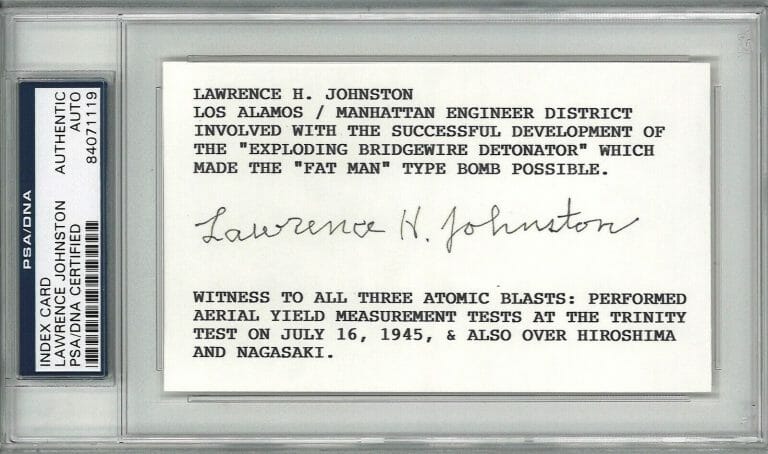 PSA/DNA
INDEX CARD
LAWRENCE JOHNSTON
PSA/DNA CERTIFIED
AUTHENTIC
AUTO
84071119
LAWRENCE H. JOHNSTON
LOS ALAMOS / MANHATTAN ENGINEER DISTRICT
INVOLVED WITH THE SUCCESSFUL DEVELOPMENT OF
THE "EXPLODING BRIDGEWIRE DETONATOR" WHICH
MADE THE "FAT MAN" TYPE BOMB POSSIBLE.
Lawrence H. Johnston
WITNESS TO ALL THREE ATOMIC BLASTS: PERFORMED
AERIAL YIELD MEASUREMENT TESTS AT THE TRINITY
TEST ON JULY 16, 1945, & ALSO OVER HIROSHIMA
AND NAGASAKI.